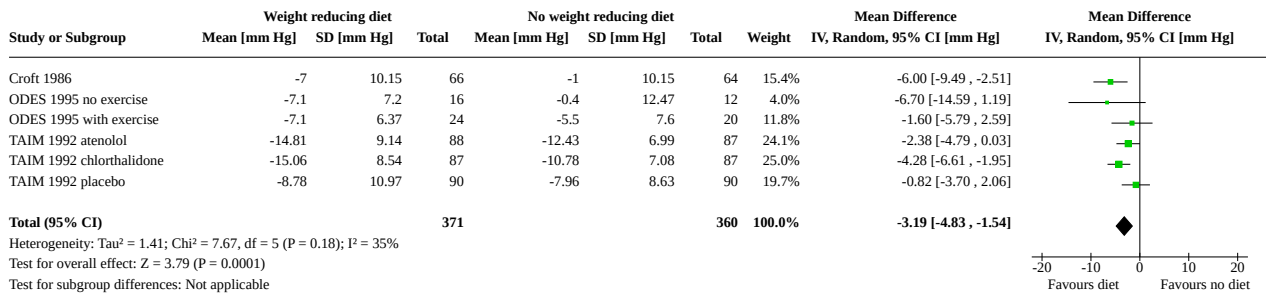 Weight reducing diet No weight reducing diet Mean Difference Mean Difference
Study or Subgroup Mean [mm Hg] SD [mm Hg] Total Mean [mm Hg] SD [mm Hg] Total Weight IV, Random, 95% CI [mm Hg] IV, Random, 95% CI [mm Hg]
Croft 1986 -7 10.15 66 -1 10.15 64 15.4% -6.00 [-9.49 , -2.51]
ODES 1995 no exercise -7.1 7.2 16 -0.4 12.47 12 4.0% -6.70 [-14.59 , 1.19]
ODES 1995 with exercise -7.1 6.37 24 -5.5 7.6 20 11.8% -1.60 [-5.79 , 2.59]
TAIM 1992 atenolol -14.81 9.14 88 -12.43 6.99 87 24.1% -2.38 [-4.79 , 0.03]
TAIM 1992 chlorthalidone -15.06 8.54 87 -10.78 7.08 87 25.0% -4.28 [-6.61 , -1.95]
TAIM 1992 placebo -8.78 10.97 90 -7.96 8.63 90 19.7% -0.82 [-3.70 , 2.06]
Total (95% CI) 371 360 100.0% -3.19 [-4.83 , -1.54]
Heterogeneity: Tau² = 1.41; Chi² = 7.67, df = 5 (P = 0.18); I² = 35%
Test for overall effect: Z = 3.79 (P = 0.0001)
Test for subgroup differences: Not applicable
-20 -10 0 10 20
Favours diet Favours no diet